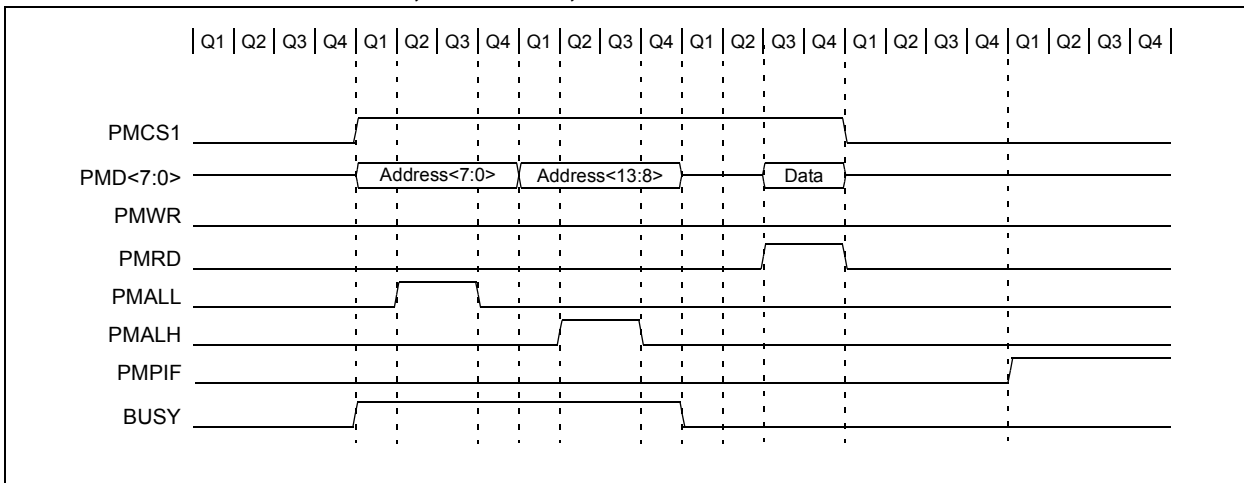 Q1 Q2 Q3 Q4 Q1 Q2 Q3 Q4 Q1 Q2 Q3 Q4 Q1 Q2 Q3 Q4 Q1 Q2 Q3 Q4 Q1 Q2 Q3 Q4
PMCS1
PMD<7:0> Address<7:0> Address<13:8> Data
PMWR
PMRD
PMALL
PMALH
PMPIF
BUSY